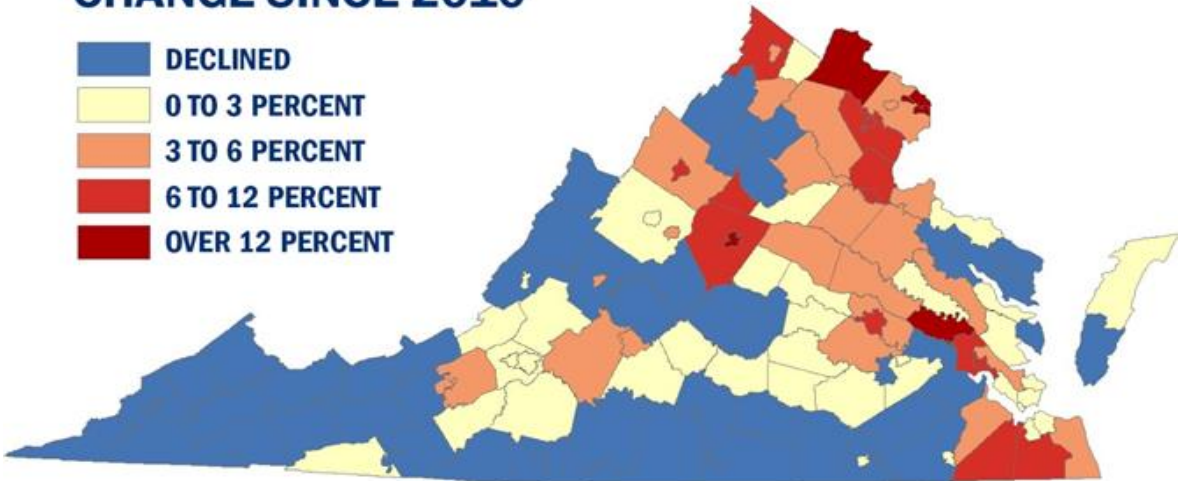 CHANGE SINCE 2010
DECLINED
0 TO 3 PERCENT
3 TO 6 PERCENT
6 TO 12 PERCENT
OVER 12 PERCENT